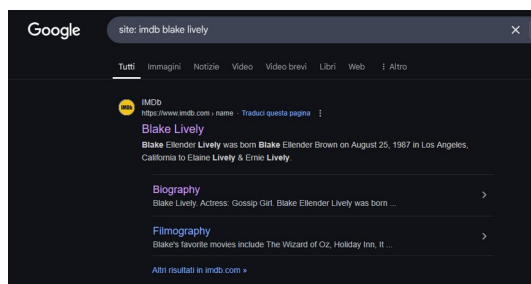 Google
site: imdb blake lively
Tutti Immagini Notizie Video Video brevi Libri Web Altro
IMDb
IMDb
https://www.imdb.com › name · Traduci questa pagina
Blake Lively
Blake Ellender Lively was born Blake Ellender Brown on August 25, 1987 in Los Angeles,
California to Elaine Lively & Ernie Lively.
Biography
Blake Lively. Actress: Gossip Girl. Blake Ellender Lively was born ...
Filmography
Blake's favorite movies include The Wizard of Oz, Holiday Inn, It ...
Altri risultati in imdb.com »